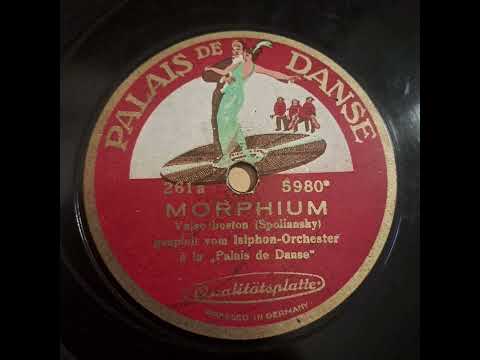 PALAIS DE DANSE
261a 5980*
MORPHIUM
Valse boston (Spoliansky)
gespielt vom Isiphon-Orchester
à la „Palais de Danse"
Qualitätsplatte
IN GERMANY